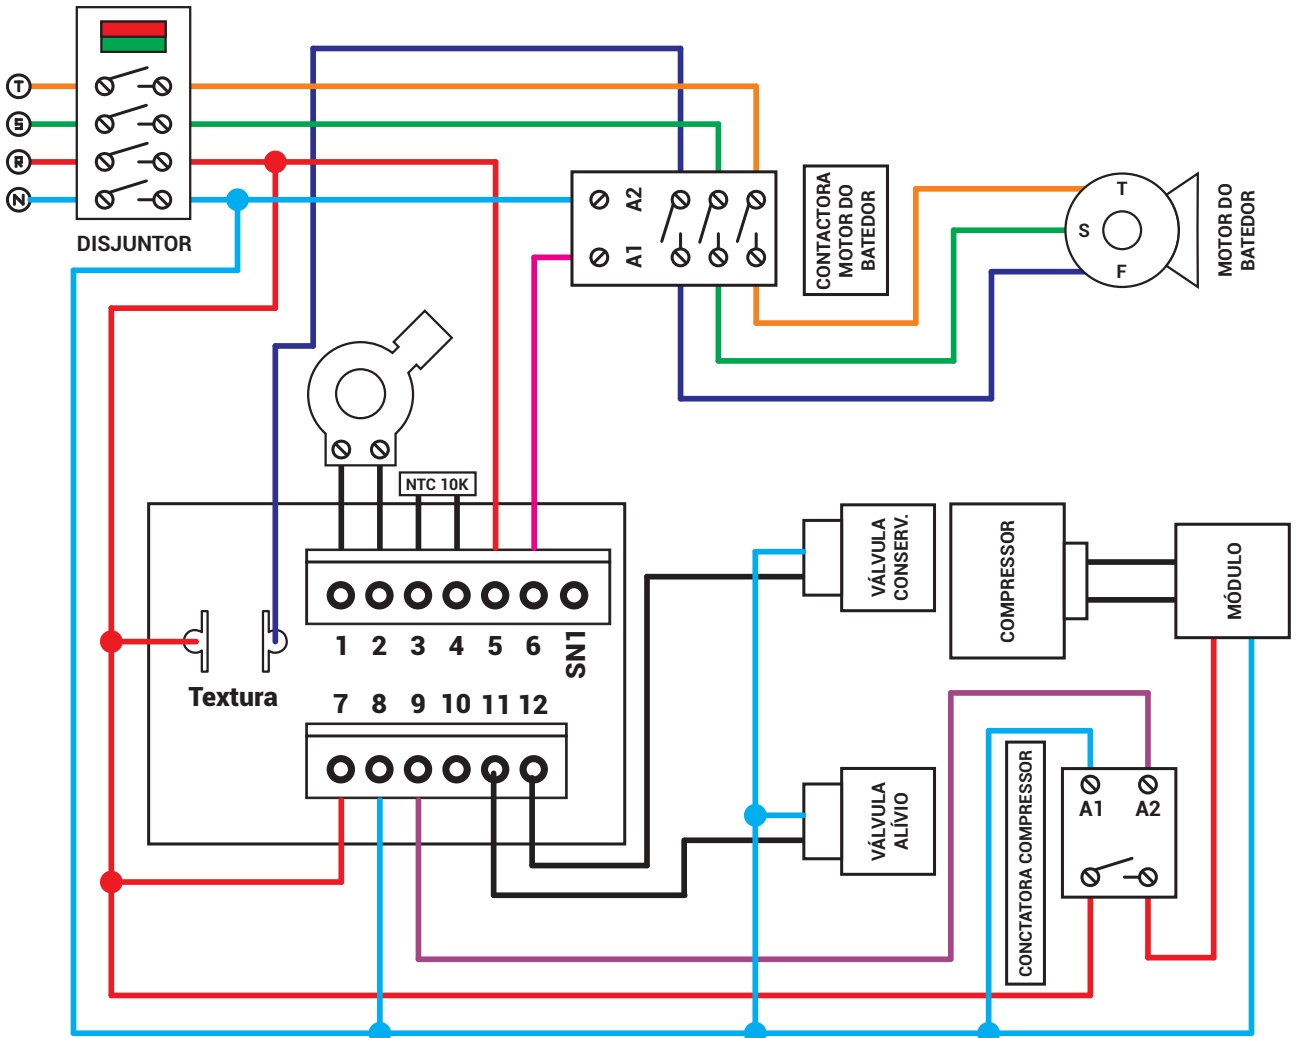 T
S
R
N
DISJUNTOR
A2
A1
CONTACTORA
MOTOR DO
BATEDOR
T
S
F
MOTOR DO
BATEDOR
NTC 10K
1 2 3 4 5 6 SN1
Textura
7 8 9 10 11 12
VÁLVULA
CONSERV.
COMPRESSOR
MÓDULO
VÁLVULA
ALÍVIO
CONCTATORA COMPRESSOR
A1 A2